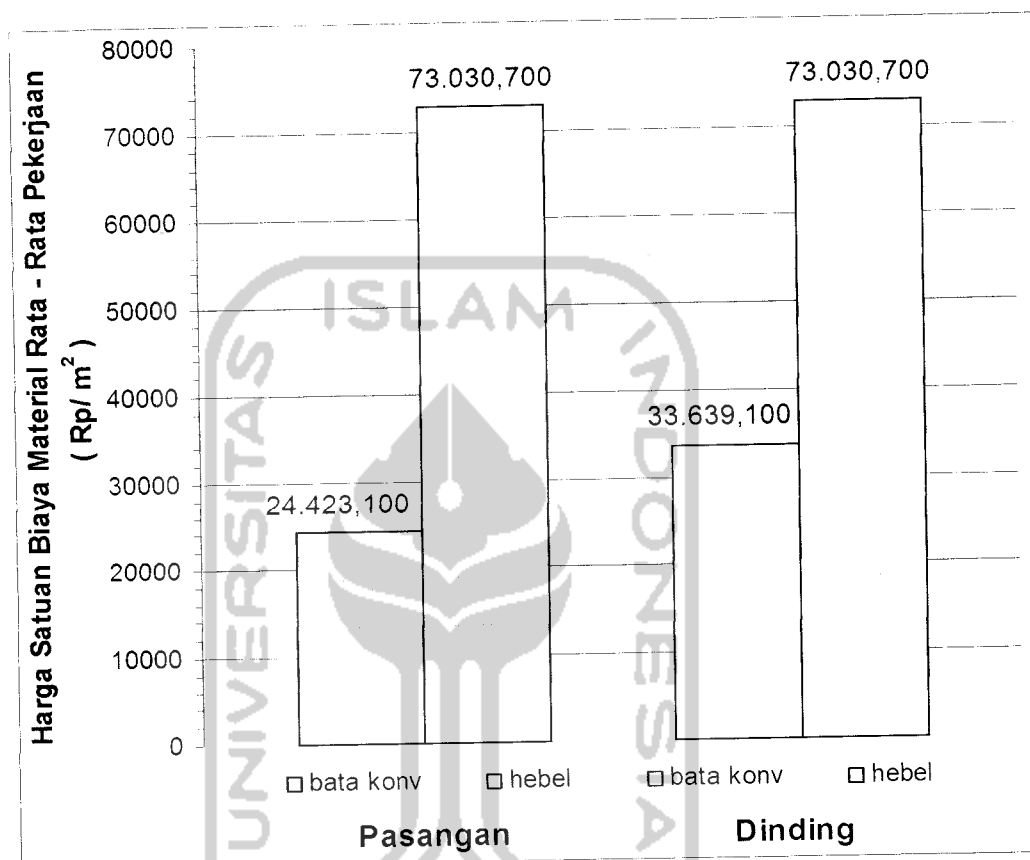 Harga Satuan Biaya Material Rata - Rata Pekerjaan
( Rp/ m² )
80000
70000
60000
50000
40000
30000
20000
10000
0
73.030,700
73.030,700
33.639,100
24.423,100
□ bata konv
□ hebel
□ bata konv
□ hebel
Pasangan
Dinding
UNIVERSITAS
ISLAM
INDONESIA